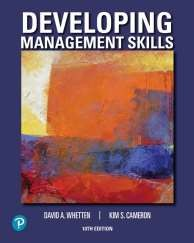 DEVELOPING
MANAGEMENT SKILLS
DAVID A. WHETTEN | KIM S. CAMERON
10TH EDITION
P